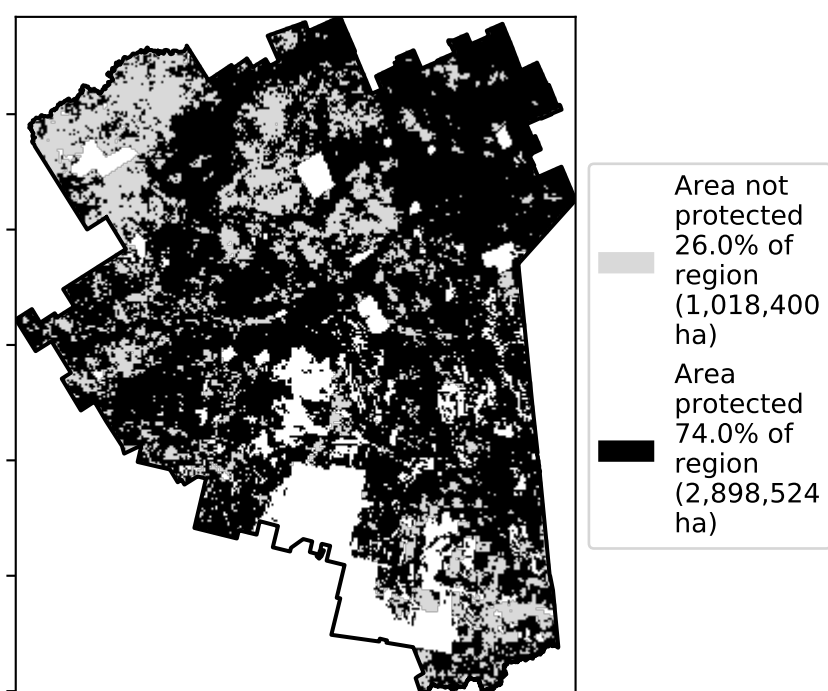 Area not
protected
26.0% of
region
(1,018,400
ha)
Area
protected
74.0% of
region
(2,898,524
ha)